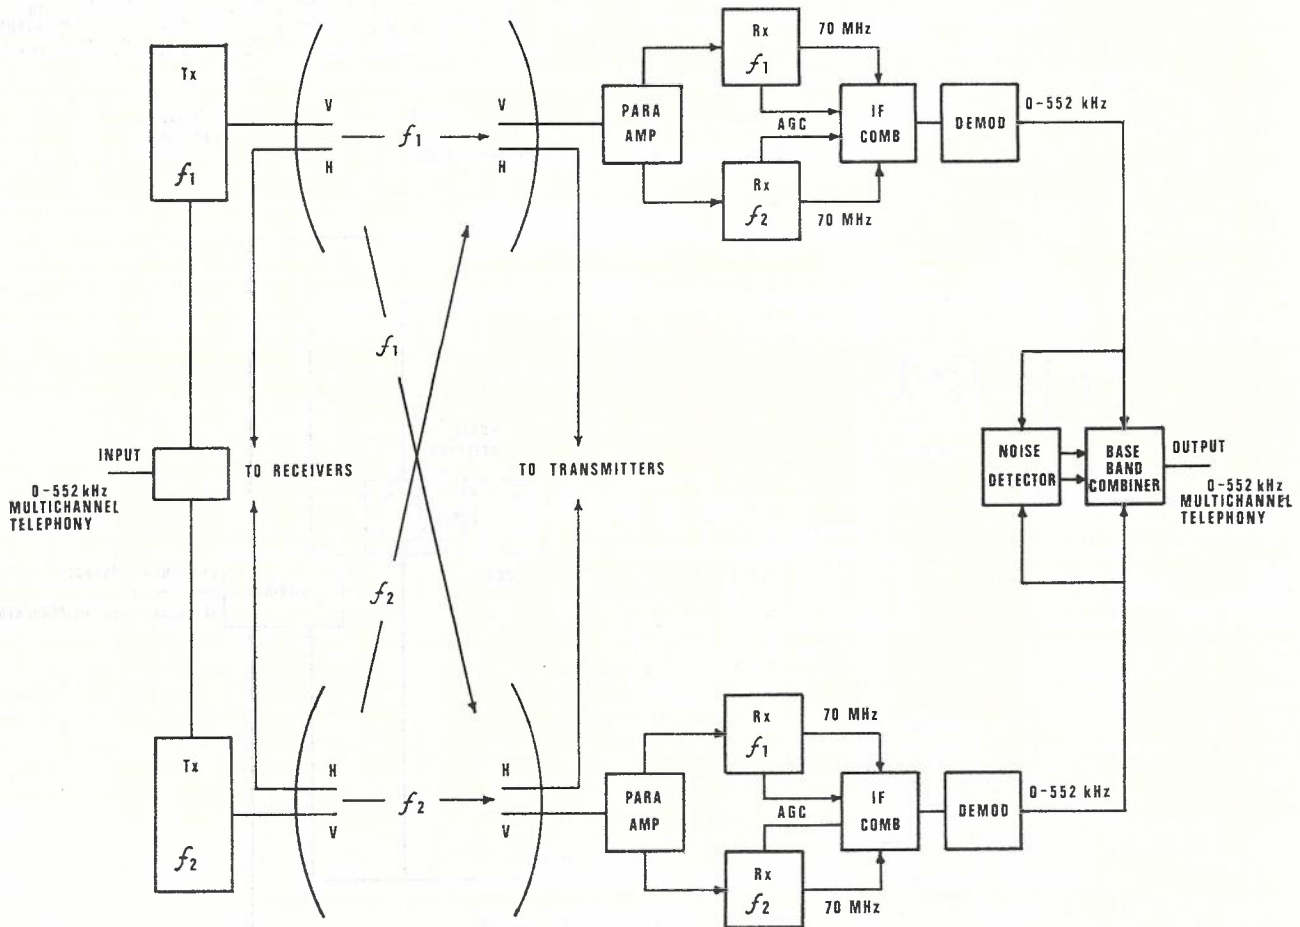 Tx
f1
V
H
f1
V
H
PARA
AMP
Rx
f1
70 MHz
AGC
Rx
f2
70 MHz
IF
COMB
DEMOD
0-552 kHz
f1
INPUT
0-552 kHz
MULTICHANNEL
TELEPHONY
TO RECEIVERS
TO TRANSMITTERS
NOISE
DETECTOR
BASE
BAND
COMBINER
OUTPUT
0-552 kHz
MULTICHANNEL
TELEPHONY
f2
Tx
f2
H
V
f2
H
V
PARA
AMP
Rx
f1
70 MHz
AGC
Rx
f2
70 MHz
IF
COMB
DEMOD
0-552 kHz